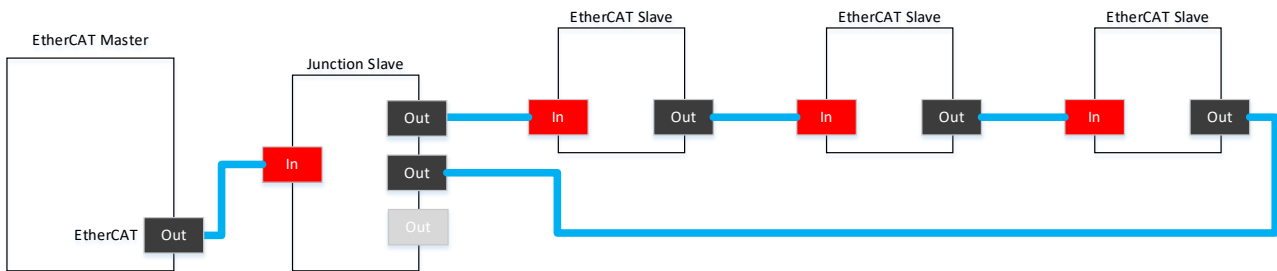 EtherCAT Slave
EtherCAT Slave
EtherCAT Slave
EtherCAT Master
Junction Slave
Out
In
Out
In
Out
In
Out
In
Out
Out
EtherCAT
Out